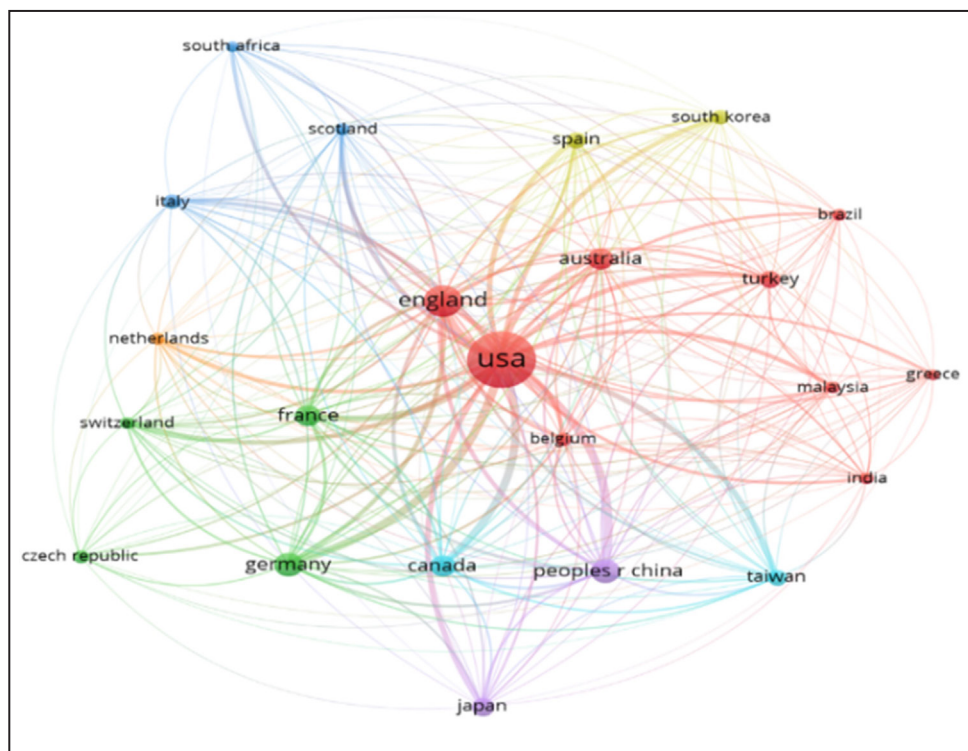 south africa
south korea
scotland
spain
italy
brazil
australia
turkey
england
netherlands
usa
greece
malaysia
france
switzerland
belgium
india
czech republic
germany
canada
peoples r china
taiwan
japan